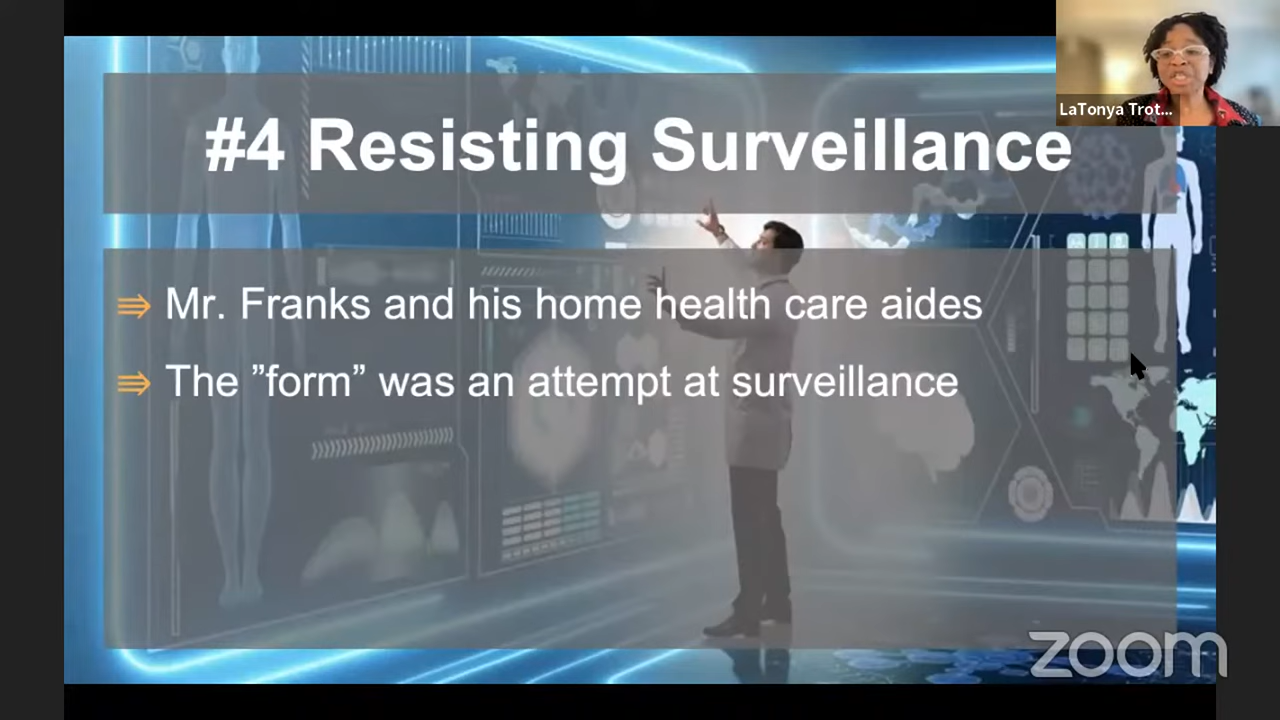 LaTonya Trot...
#4 Resisting Surveillance
⇛ Mr. Franks and his home health care aides
⇛ The ”form” was an attempt at surveillance
zoom